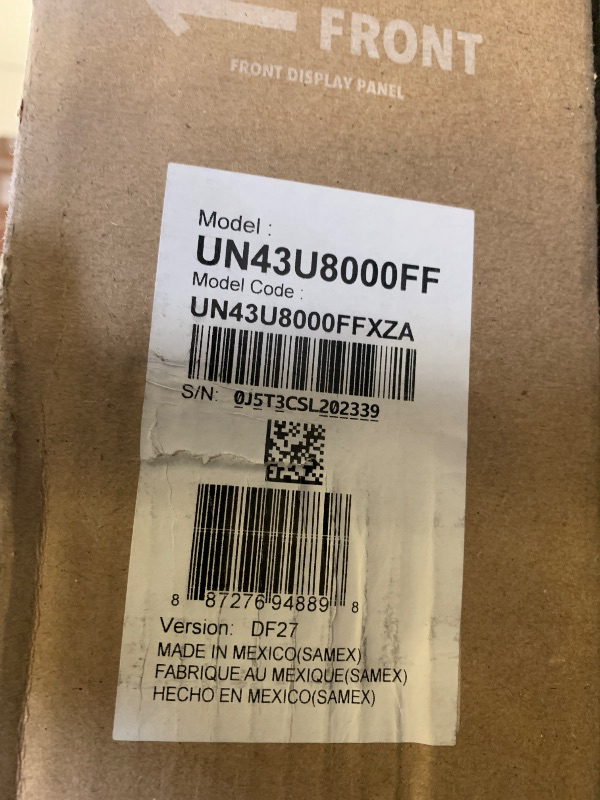 FRONT
FRONT DISPLAY PANEL
Model :
UN43U8000FF
Model Code :
UN43U8000FFXZA
S/N: 0J5T3CSL202339
8 87276 94889 8
Version: DF27
MADE IN MEXICO(SAMEX)
FABRIQUE AU MEXIQUE(SAMEX)
HECHO EN MEXICO(SAMEX)